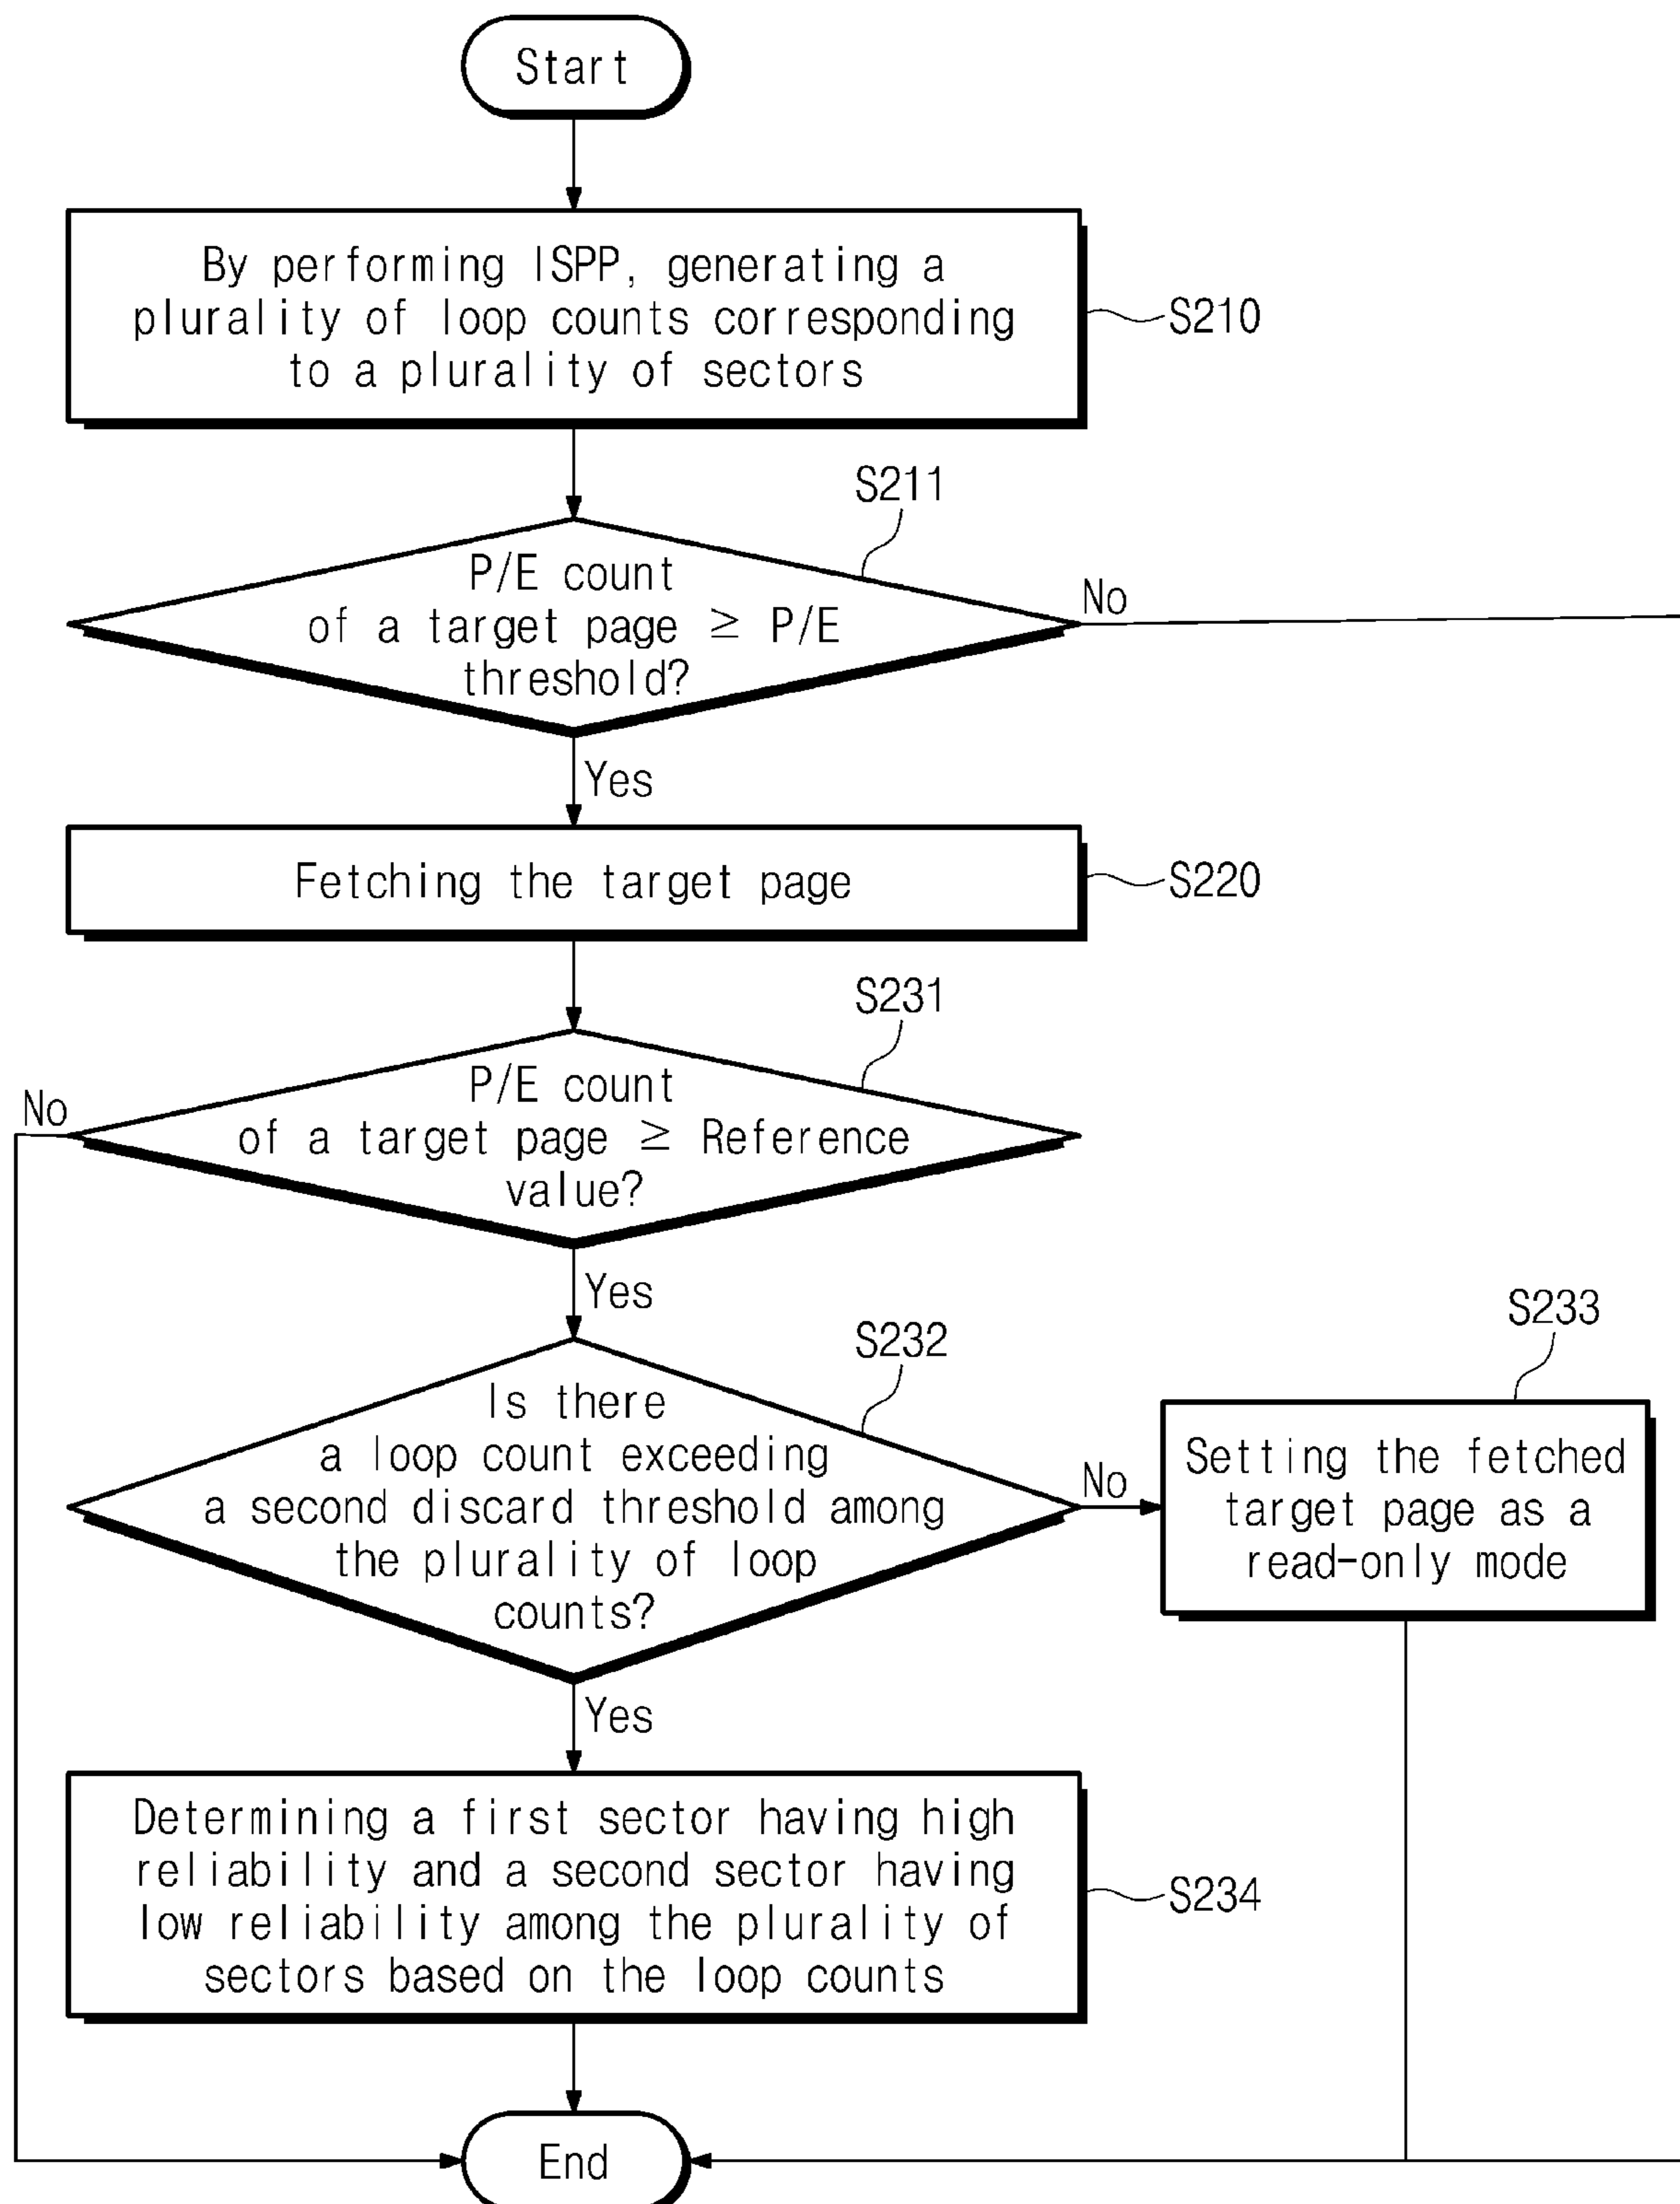 Start
By performing ISPP, generating a
plurality of loop counts corresponding
to a plurality of sectors
S210
S211
P/E count
of a target page ≥ P/E
threshold?
No
Yes
Fetching the target page
S220
S231
P/E count
of a target page ≥ Reference
value?
No
Yes
S232
Is there
a loop count exceeding
a second discard threshold among
the plurality of loop
counts?
No
S233
Setting the fetched
target page as a
read-only mode
Yes
Determining a first sector having high
reliability and a second sector having
low reliability among the plurality of
sectors based on the loop counts
S234
End